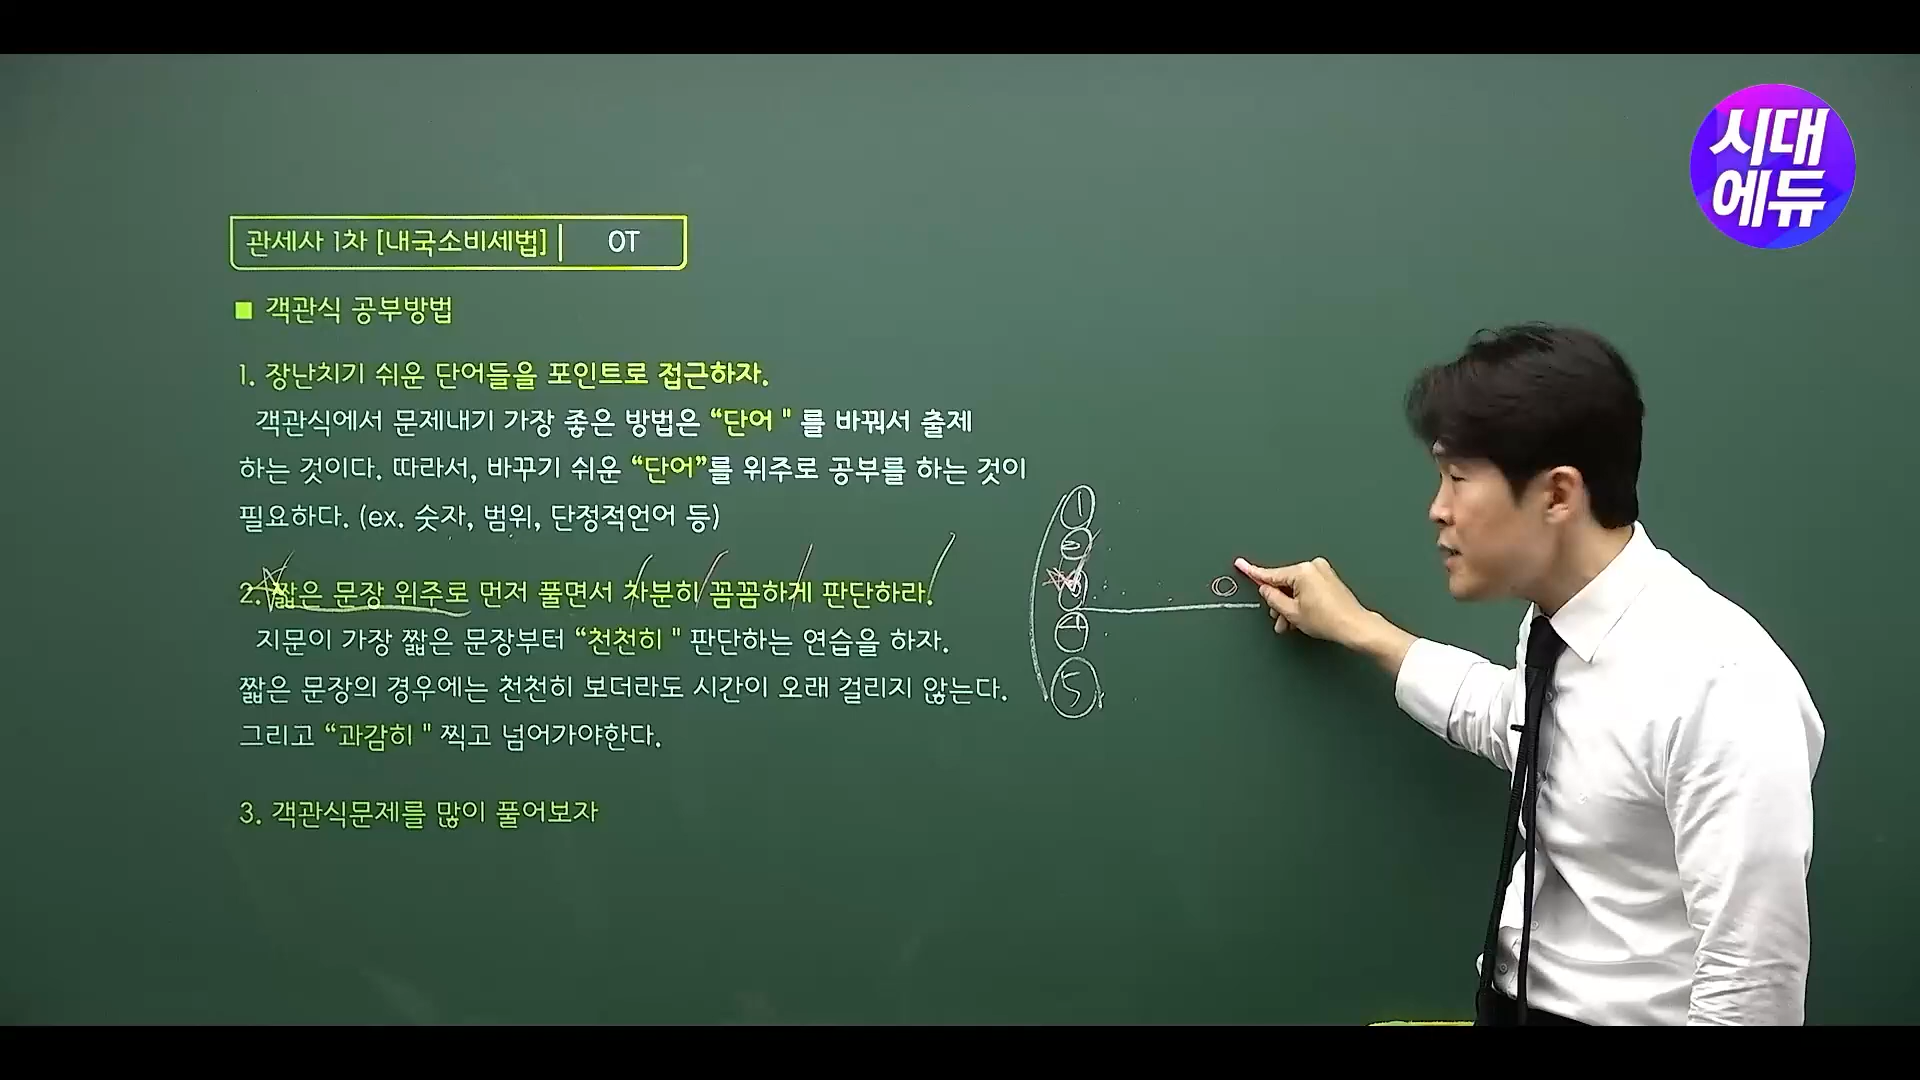 시대
에듀
관세사 1차 [내국소비세법] OT
■ 객관식 공부방법
1. 장난치기 쉬운 단어들을 포인트로 접근하자.
객관식에서 문제내기 가장 좋은 방법은 “단어 " 를 바꿔서 출제
하는 것이다. 따라서, 바꾸기 쉬운 “단어”를 위주로 공부를 하는 것이
필요하다. (ex. 숫자, 범위, 단정적언어 등)
2. 짧은 문장 위주로 먼저 풀면서 차분히 꼼꼼하게 판단하라.
지문이 가장 짧은 문장부터 “천천히 " 판단하는 연습을 하자.
짧은 문장의 경우에는 천천히 보더라도 시간이 오래 걸리지 않는다.
그리고 “과감히 " 찍고 넘어가야한다.
3. 객관식문제를 많이 풀어보자
①
②
③
④
⑤